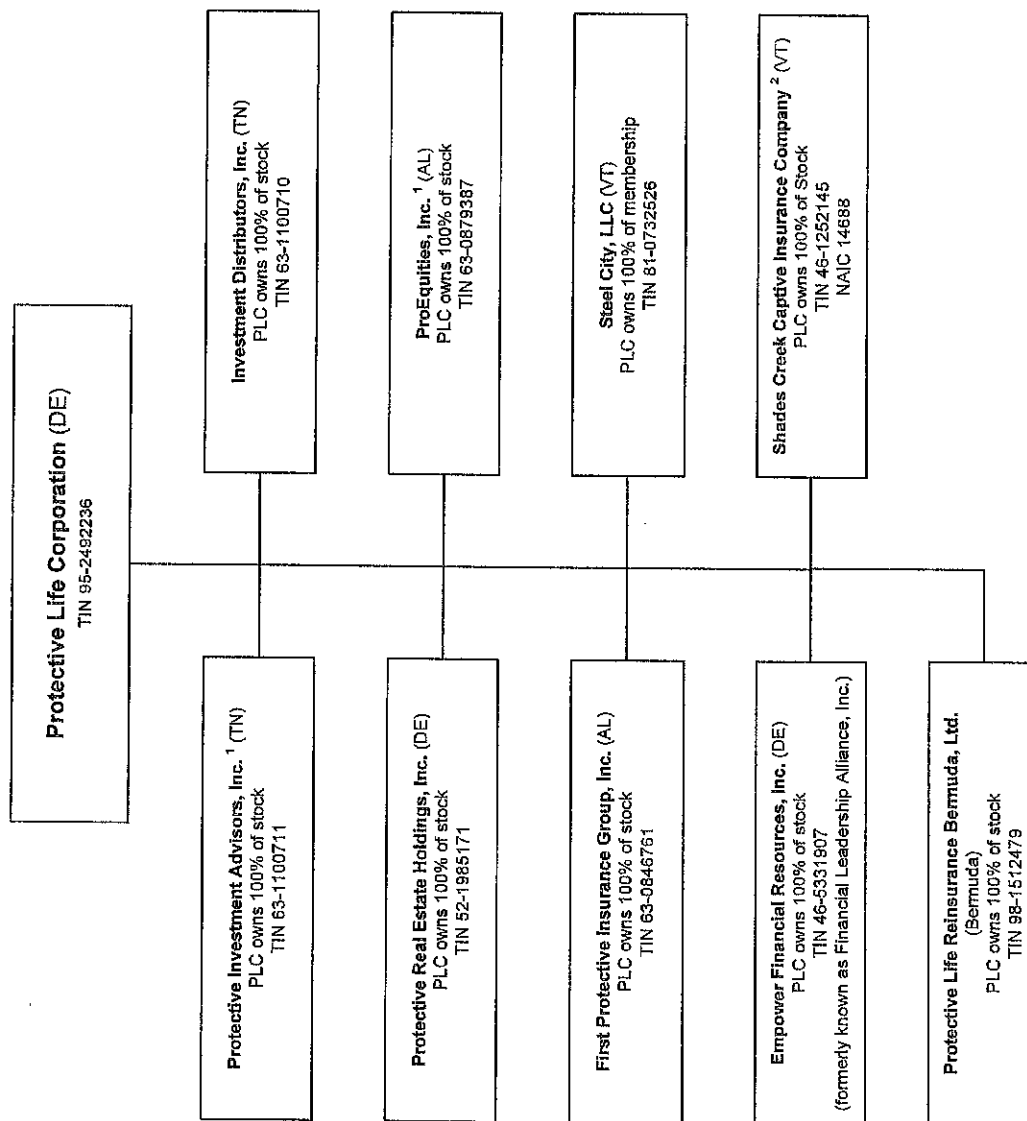 Protective Life Corporation (DE)
TIN 95-2492236
Protective Investment Advisors, Inc. ¹ (TN)
PLC owns 100% of stock
TIN 63-1100711
Investment Distributors, Inc. (TN)
PLC owns 100% of stock
TIN 63-1100710
Protective Real Estate Holdings, Inc. (DE)
PLC owns 100% of stock
TIN 52-1985171
ProEquities, Inc. ¹ (AL)
PLC owns 100% of stock
TIN 63-0879387
First Protective Insurance Group, Inc. (AL)
PLC owns 100% of stock
TIN 63-0846761
Steel City, LLC (VT)
PLC owns 100% of membership
TIN 81-0732526
Empower Financial Resources, Inc. (DE)
PLC owns 100% of stock
TIN 46-5331907
(formerly known as Financial Leadership Alliance, Inc.)
Shades Creek Captive Insurance Company ² (VT)
PLC owns 100% of Stock
TIN 46-1252145
NAIC 14688
Protective Life Reinsurance Bermuda, Ltd.
(Bermuda)
PLC owns 100% of stock
TIN 98-1512479